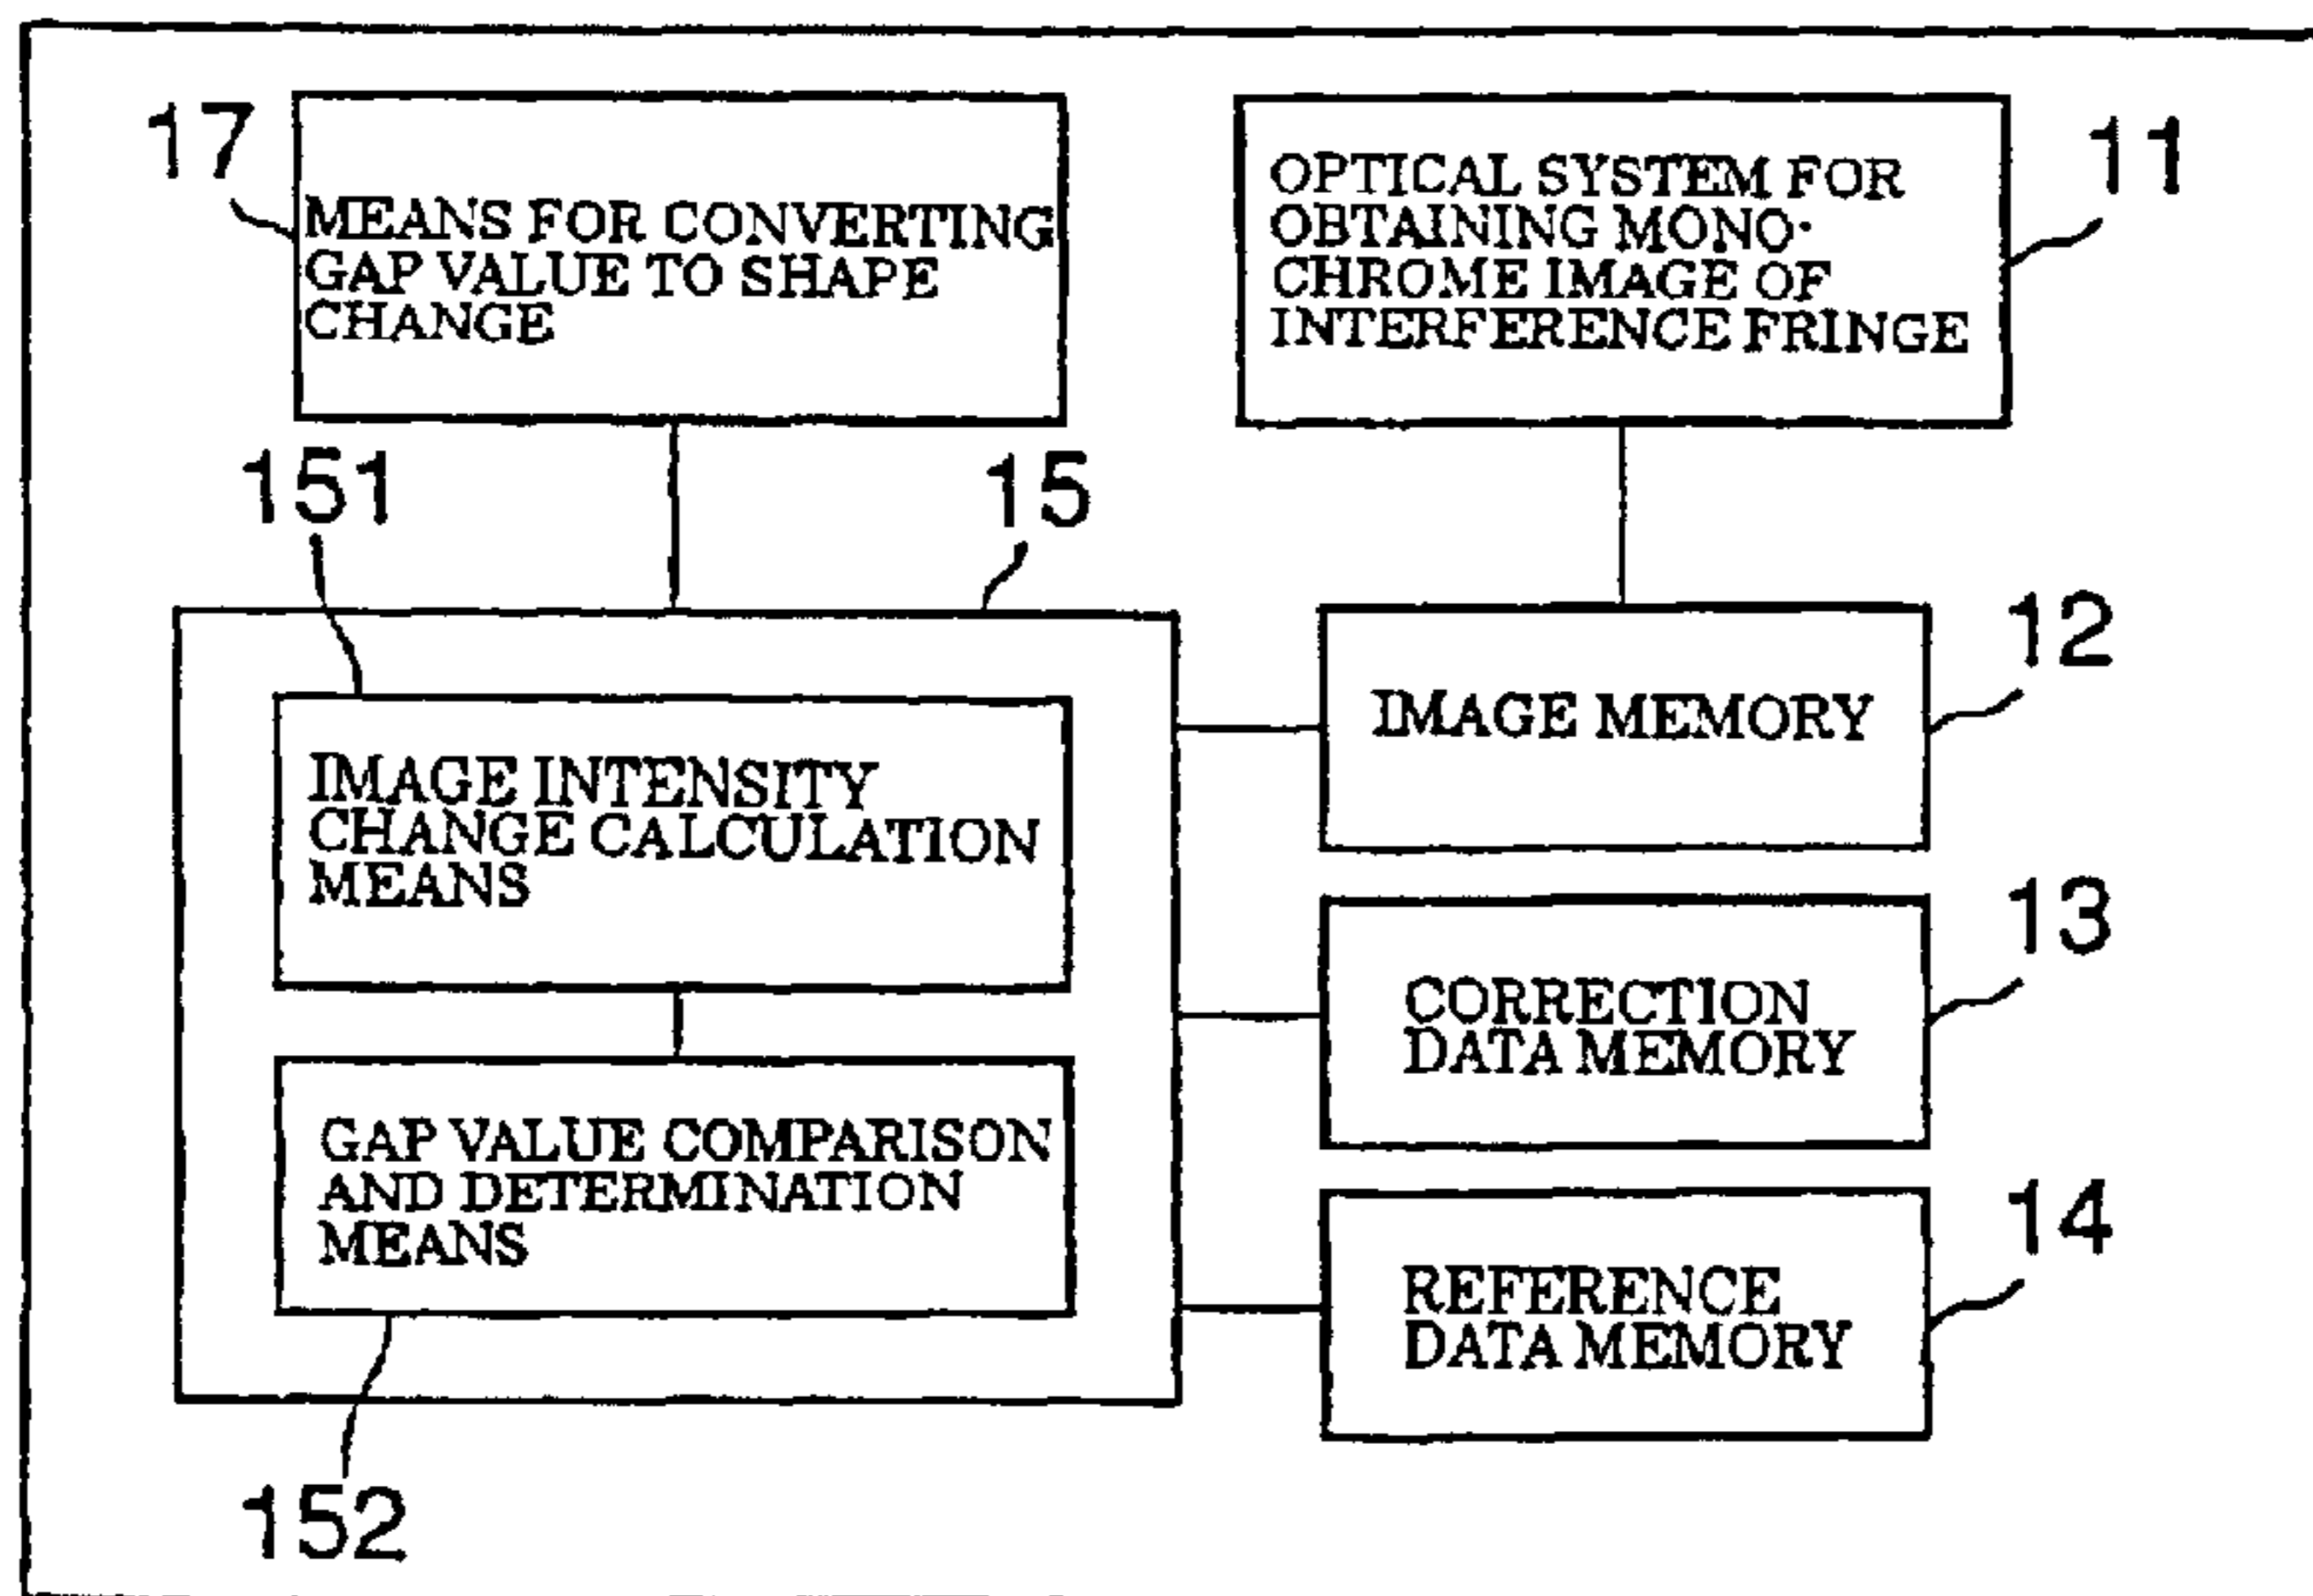 17
MEANS FOR CONVERTING
GAP VALUE TO SHAPE
CHANGE
OPTICAL SYSTEM FOR
OBTAINING MONO-
CHROME IMAGE OF
INTERFERENCE FRINGE
11
151
15
IMAGE INTENSITY
CHANGE CALCULATION
MEANS
GAP VALUE COMPARISON
AND DETERMINATION
MEANS
152
IMAGE MEMORY
12
CORRECTION
DATA MEMORY
13
REFERENCE
DATA MEMORY
14